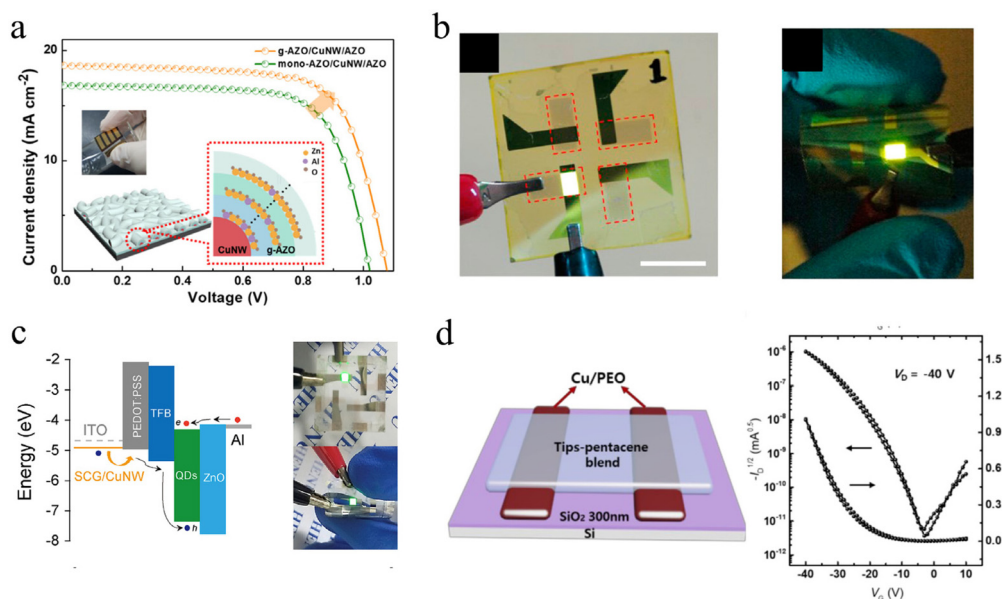 a
20
10
0
Current density (mA cm-2)
g-AZO/CuNW/AZO
mono-AZO/CuNW/AZO
Zn
Al
O
CuNW
g-AZO
0.0 0.2 0.4 0.6 0.8 1.0
Voltage (V)
b
1
c
-2
-3
-4
-5
-6
-7
-8
Energy (eV)
ITO
SCG/CuNW
PEDOT:PSS
TFB
e
QDs
h
ZnO
Al
d
Cu/PEO
Tips-pentacene
blend
SiO₂ 300nm
Si
10⁻⁶
10⁻⁷
10⁻⁸
10⁻⁹
10⁻¹⁰
10⁻¹¹
10⁻¹²
-I_D^1/2 (mA^0.5)
V_D = -40 V
1.5
1.2
0.9
0.6
0.3
0.0
-40 -30 -20 -10 0 10
(V)